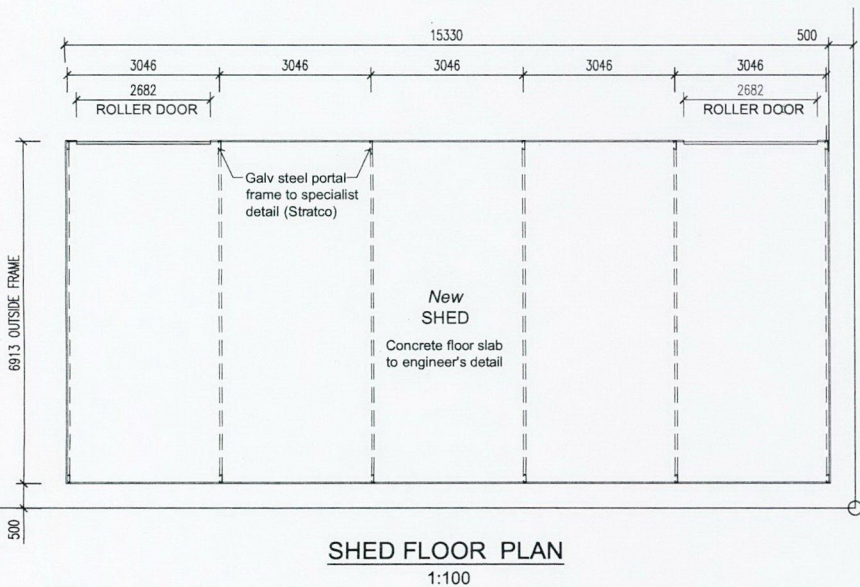 15330 500
3046 3046 3046 3046 3046
2682 2682
ROLLER DOOR ROLLER DOOR
Galv steel portal
frame to specialist
detail (Stratco)
6913 OUTSIDE FRAME
New
SHED
Concrete floor slab
to engineer's detail
500
SHED FLOOR PLAN
1:100